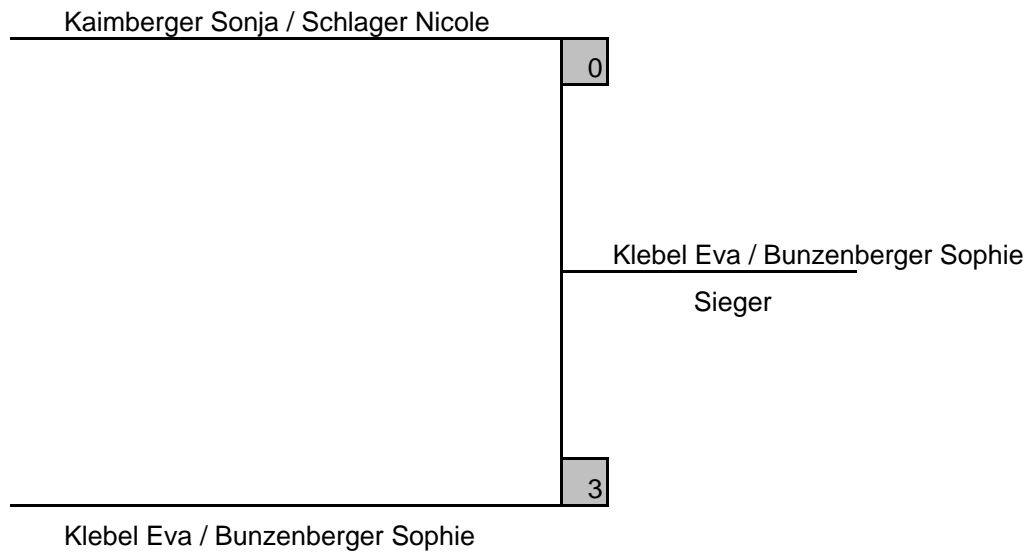 Kaimberger Sonja / Schlager Nicole
0
Klebel Eva / Bunzenberger Sophie
Sieger
3
Klebel Eva / Bunzenberger Sophie